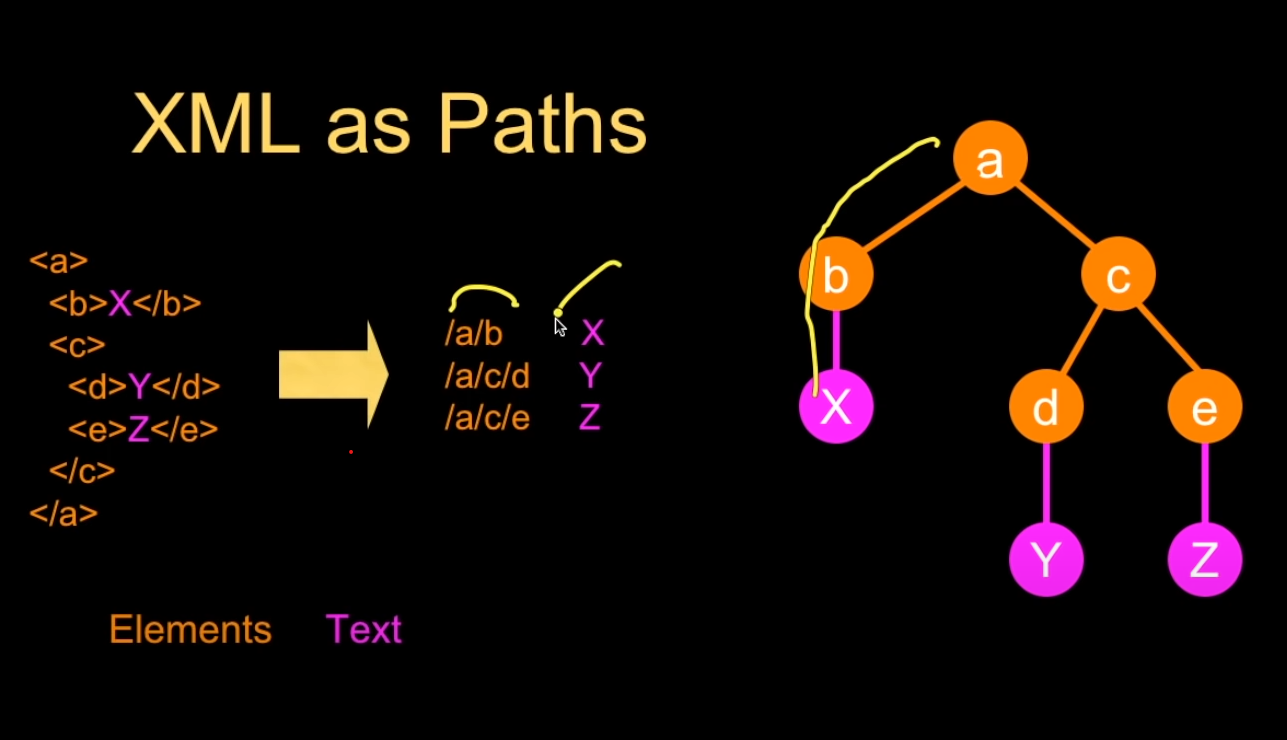 XML as Paths
<a>
<b>X</b>
<c>
<d>Y</d>
<e>Z</e>
</c>
</a>
/a/b X
/a/c/d Y
/a/c/e Z
Elements Text
a
b c
X d e
Y Z